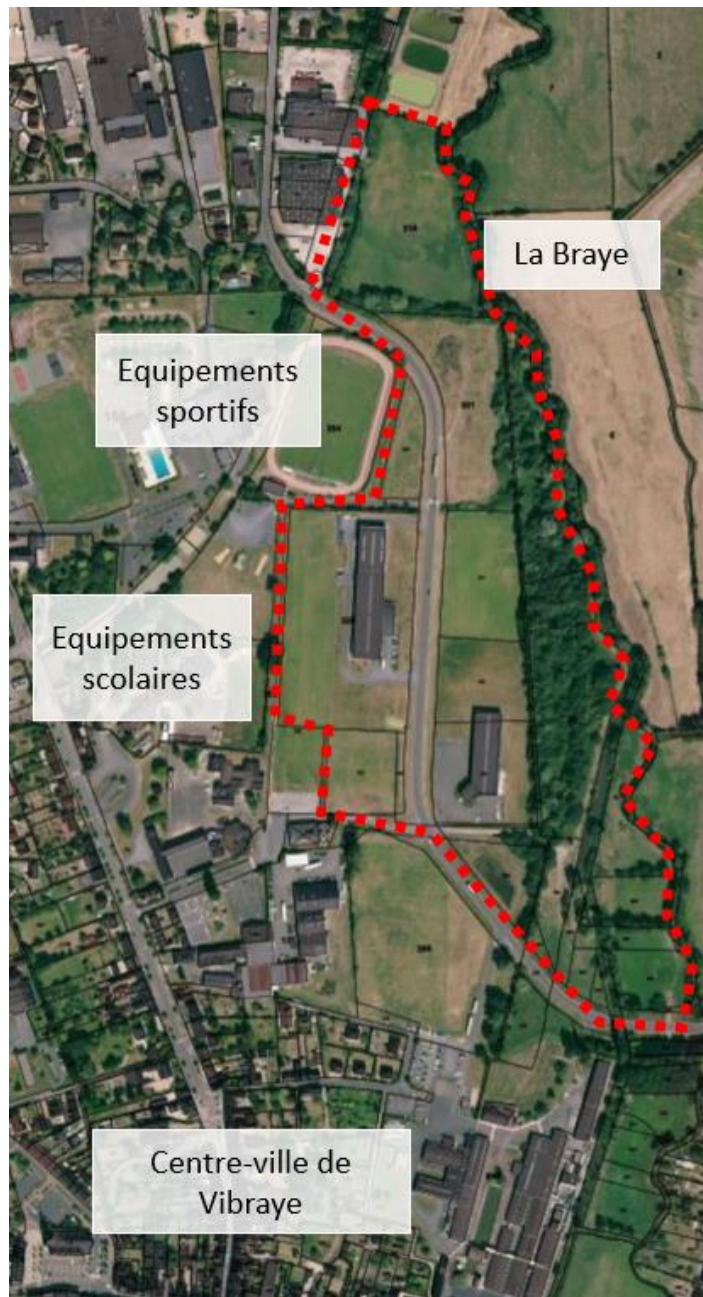 La Braye
Equipements
sportifs
Equipements
scolaires
Centre-ville de
Vibraye